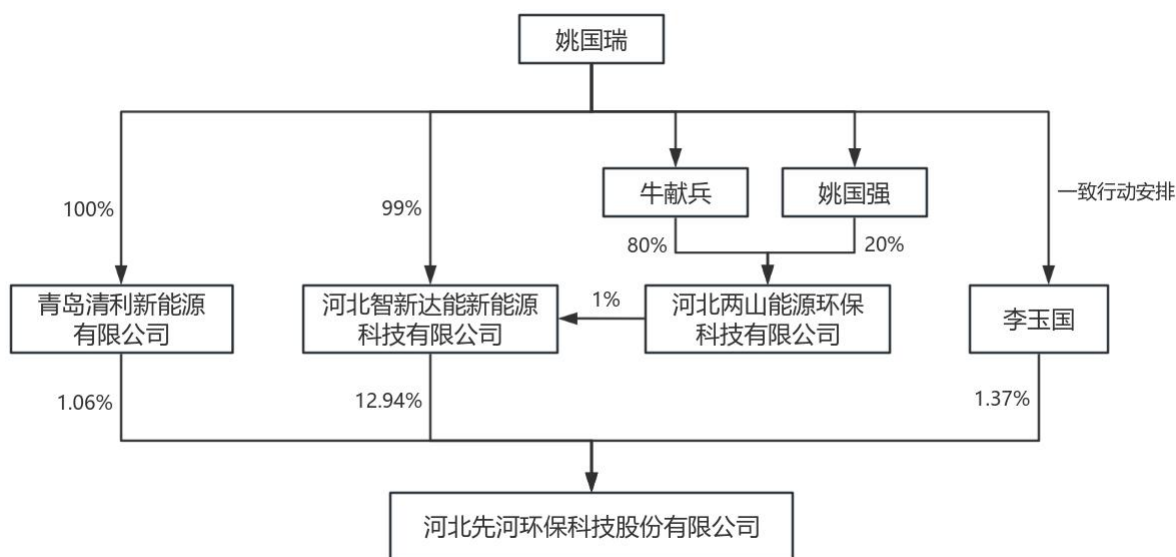 姚国瑞
牛献兵
姚国强
一致行动安排
100%
99%
80%
20%
青岛清利新能源
有限公司
河北智新达能新能源
科技有限公司
1%
河北两山能源环保
科技有限公司
李玉国
1.06%
12.94%
1.37%
河北先河环保科技股份有限公司